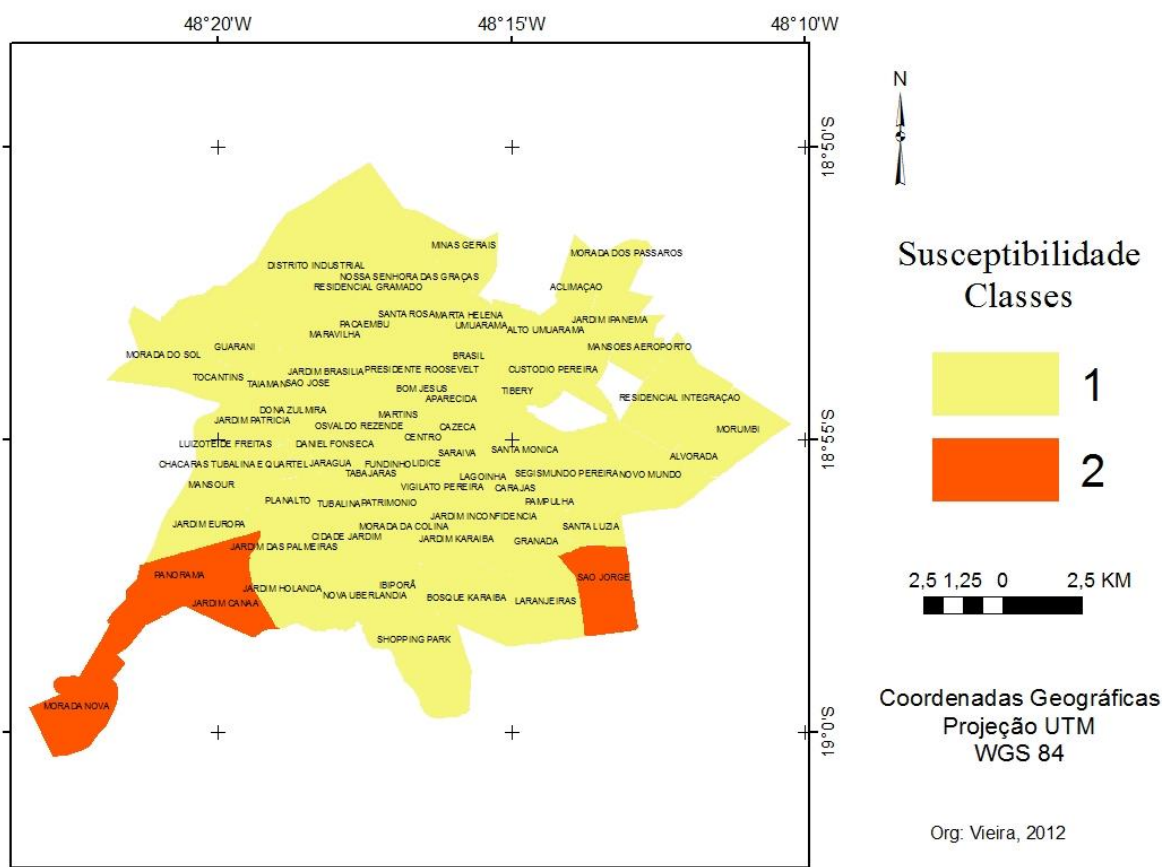 48°20'W
48°15'W
48°10'W
N
18°50'S
MINAS GERAIS
MORADA DOS PASSAROS
DISTRITO INDUSTRIAL
NOSSA SENHORA DAS GRAÇAS
RESIDENCIAL GRAMADO
ACLIMAÇAO
SANTA ROSA
MARTA HELENA
JARDIM IPANEMA
PACAEMBU
UMUARAMA
ALTO UMUARAMA
MARAVILHA
GUARANI
MANSOES AEROPORTO
MORADA DO SOL
BRASIL
JARDIM BRASILIA
PRESIDENTE ROOSEVELT
CUSTODIO PEREIRA
TOCANTINS
TAIAMAN
SAO JOSE
BOM JESUS
TIBERY
APARECIDA
RESIDENCIAL INTEGRAÇAO
DONA ZULMIRA
MARTINS
JARDIM PATRICIA
OSVALDO REZENDE
CAZECA
MORUMBI
CENTRO
18°55'S
LUIZOTE DE FREITAS
DANIEL FONSECA
SARAIVA
SANTA MONICA
ALVORADA
CHACARAS TUBALINA E QUARTEL
JARAGUA
FUNDINHO
LIDICE
TABAJARAS
LAGOINHA
SEGISMUNDO PEREIRA
NOVO MUNDO
MANSOUR
VIGILATO PEREIRA
CARAJAS
PLANALTO
TUBALINA
PATRIMONIO
PAMPULHA
JARDIM INCONFIDENCIA
JARDIM EUROPA
MORADA DA COLINA
SANTA LUZIA
CIDADE JARDIM
JARDIM KARAIBA
GRANADA
JARDIM DAS PALMEIRAS
PANORAMA
SAO JORGE
JARDIM HOLANDA
IBIPORÃ
NOVA UBERLANDIA
BOSQUE KARAIBA
LARANJEIRAS
JARDIM CANAA
SHOPPING PARK
MORADA NOVA
19°0'S
Susceptibilidade
Classes
1
2
2,5 1,25 0 2,5 KM
Coordenadas Geográficas
Projeção UTM
WGS 84
Org: Vieira, 2012